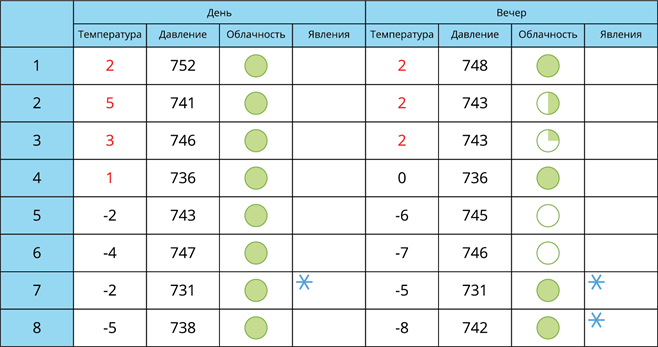 День Вечер
Температура Давление Облачность Явления Температура Давление Облачность Явления
1 2 752 2 748
2 5 741 2 743
3 3 746 2 743
4 1 736 0 736
5 -2 743 -6 745
6 -4 747 -7 746
7 -2 731 -5 731
8 -5 738 -8 742